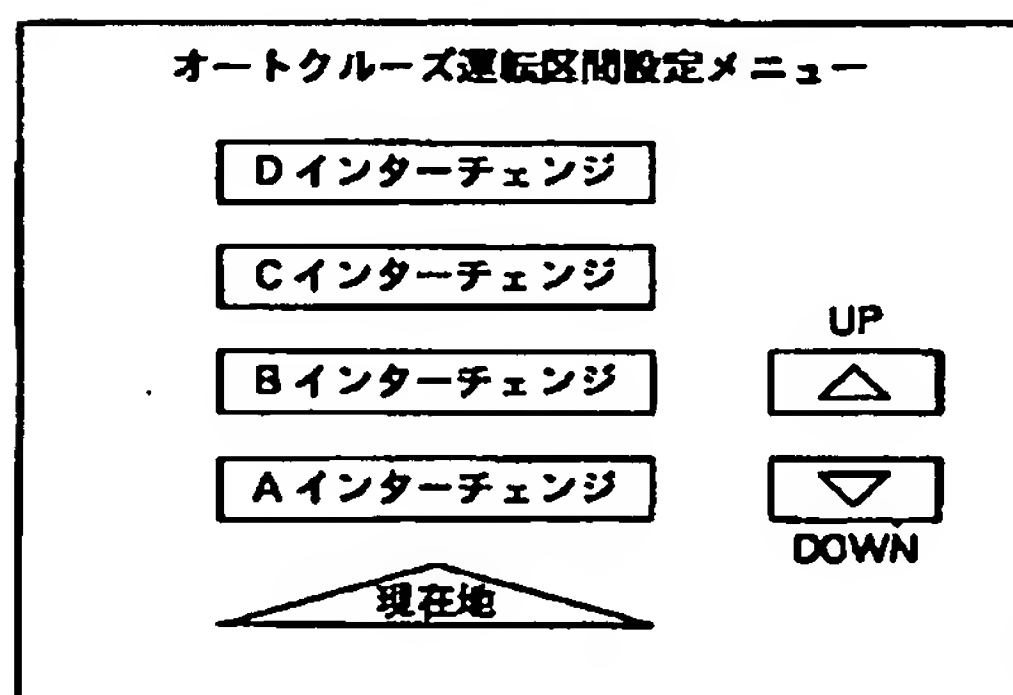 オートクルーズ運転区間設定メニュー
Dインターチェンジ
Cインターチェンジ
Bインターチェンジ
Aインターチェンジ
現在地
UP
DOWN